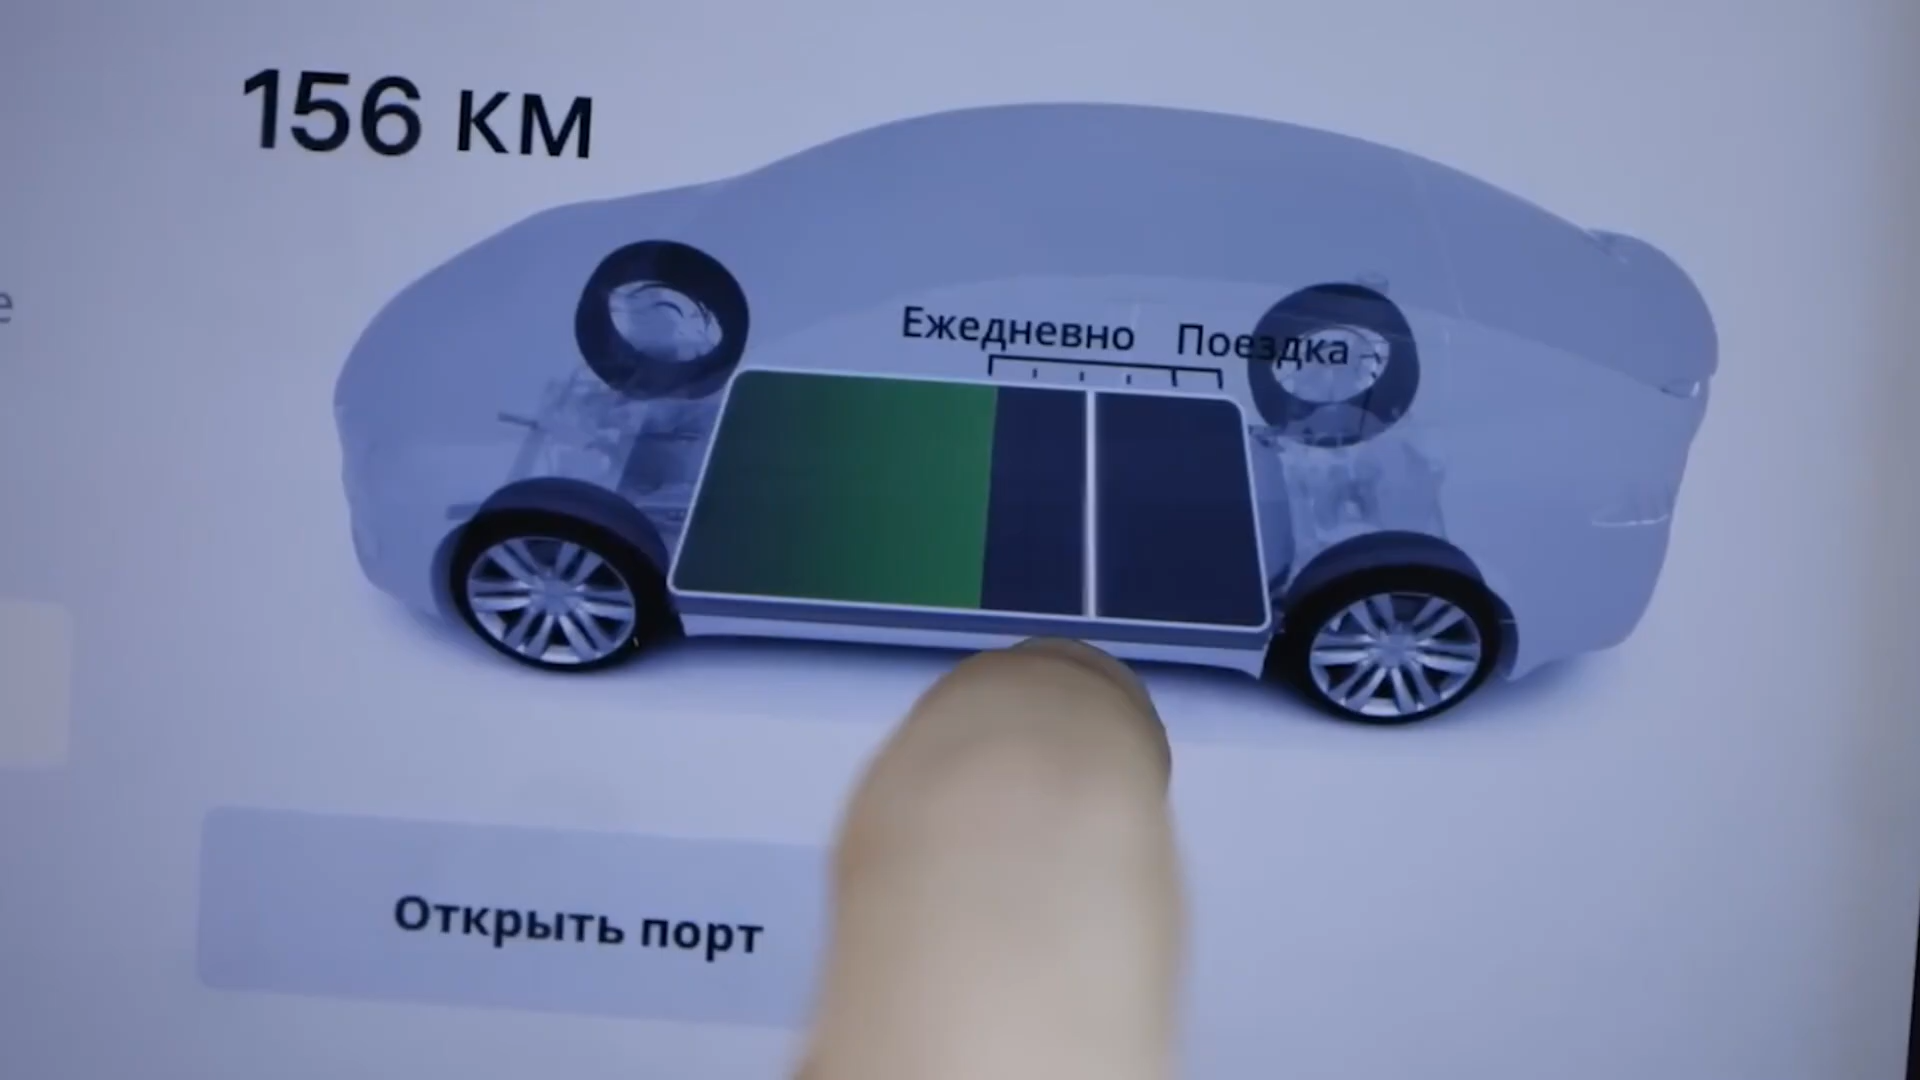 156 км
Ежедневно Поездка
Открыть порт